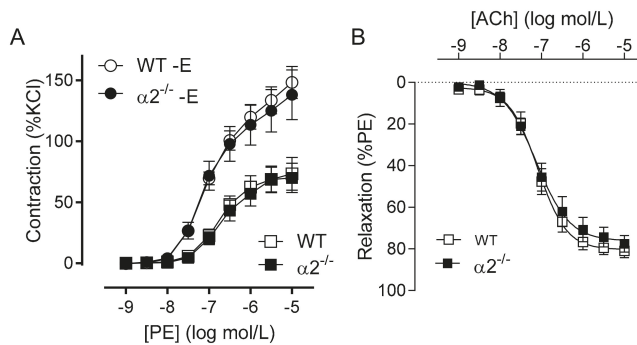 A
Contraction (%KCl)
150
100
50
0
WT -E
α2⁻/⁻ -E
WT
α2⁻/⁻
-9 -8 -7 -6 -5
[PE] (log mol/L)
B
[ACh] (log mol/L)
-9 -8 -7 -6 -5
Relaxation (%PE)
0
20
40
60
80
100
WT
α2⁻/⁻